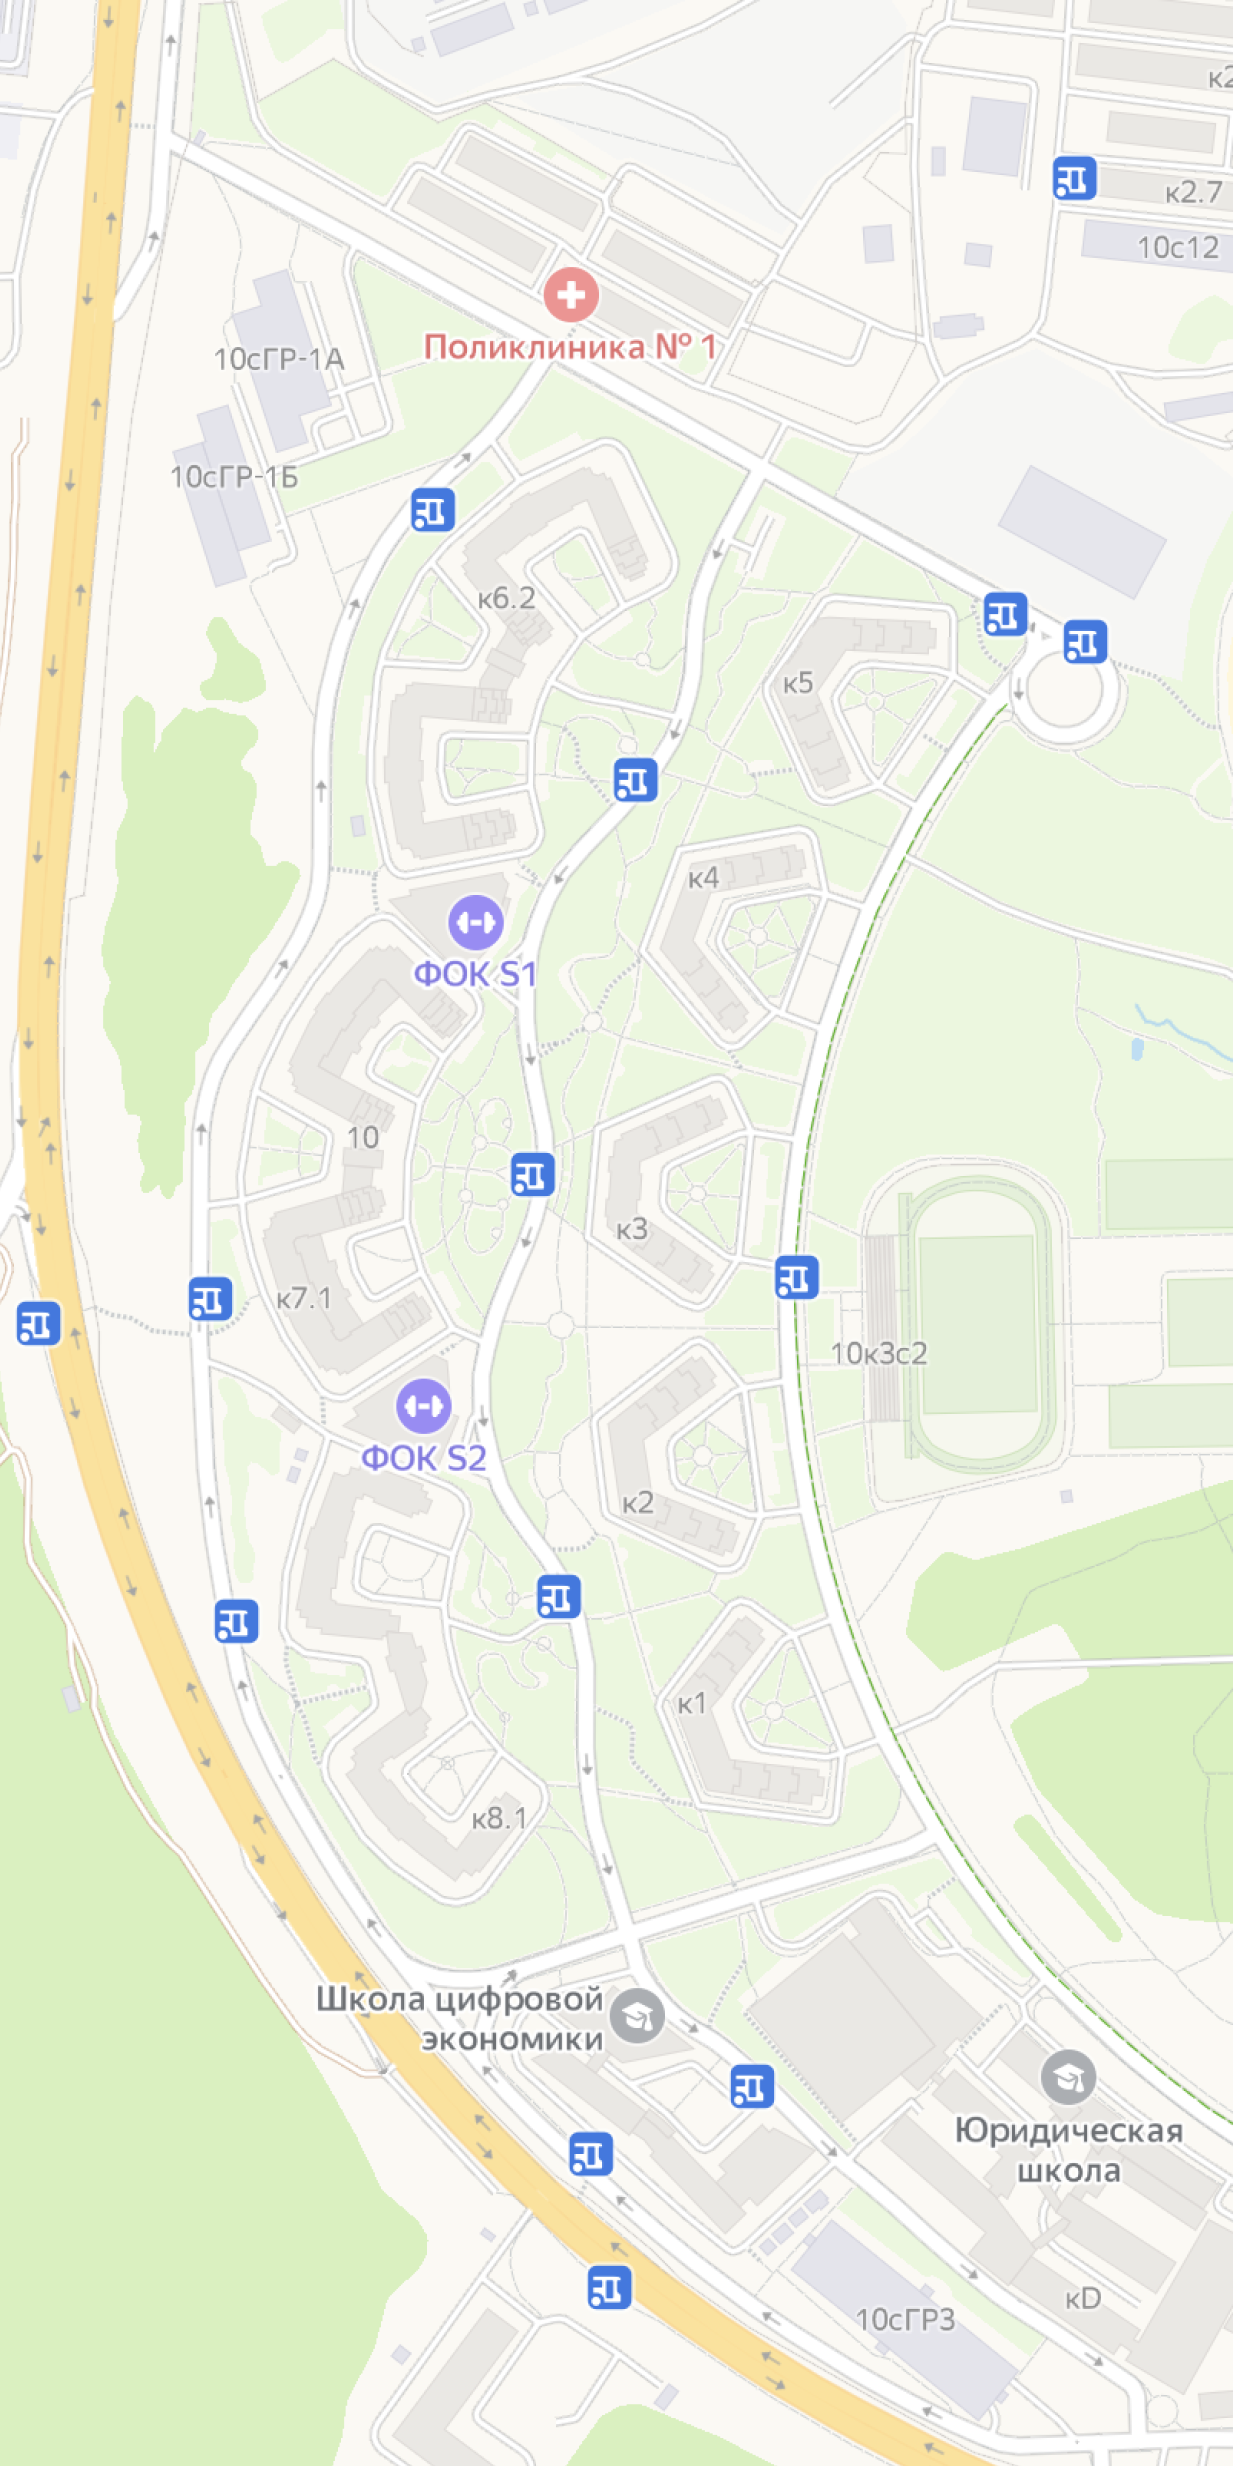 к2.7
10с12
10сГР-1А
Поликлиника № 1
10сГР-1Б
к6.2
к5
к4
ФОК S1
10
к3
к7.1
10к3с2
ФОК S2
к2
к1
к8.1
Школа цифровой
экономики
Юридическая
школа
кD
10сГР3